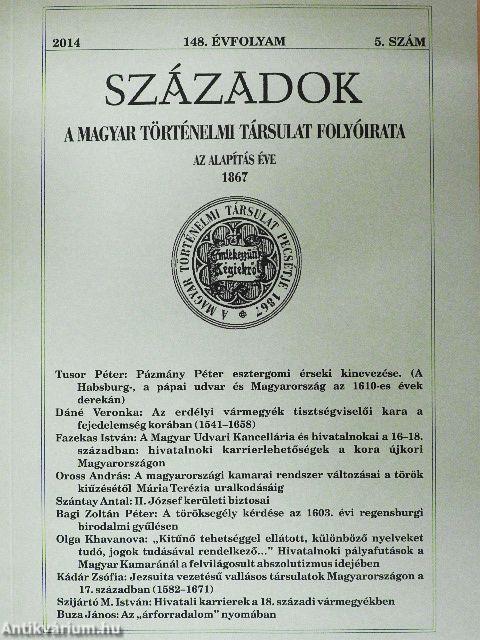 2014 148. ÉVFOLYAM 5. SZÁM
SZÁZADOK
A MAGYAR TÖRTÉNELMI TÁRSULAT FOLYÓIRATA
AZ ALAPÍTÁS ÉVE
1867
A MAGYAR TÖRTÉNELMI TÁRSULAT PECSÉTJE 1867
Emlékezzünk
Régiekről
Tusor Péter: Pázmány Péter esztergomi érseki kinevezése. (A
Habsburg-, a pápai udvar és Magyarország az 1610-es évek
derekán)
Dáné Veronka: Az erdélyi vármegyék tisztségviselői kara a
fejedelemség korában (1541–1658)
Fazekas István: A Magyar Udvari Kancellária és hivatalnokai a 16–18.
században: hivatalnoki karrierlehetőségek a kora újkori
Magyarországon
Oross András: A magyarországi kamarai rendszer változásai a török
kiűzésétől Mária Terézia uralkodásáig
Szántay Antal: II. József kerületi biztosai
Bagi Zoltán Péter: A töröksegély kérdése az 1603. évi regensburgi
birodalmi gyűlésen
Olga Khavanova: „Kitűnő tehetséggel ellátott, különböző nyelveket
tudó, jogok tudásával rendelkező..." Hivatalnoki pályafutások a
Magyar Kamaránál a felvilágosult abszolutizmus idejében
Kádár Zsófia: Jezsuita vezetésű vallásos társulatok Magyarországon a
17. században (1582–1671)
Szijártó M. István: Hivatali karrierek a 18. századi vármegyékben
Buza János: Az „árforradalom" nyomában
Antikvárium.hu